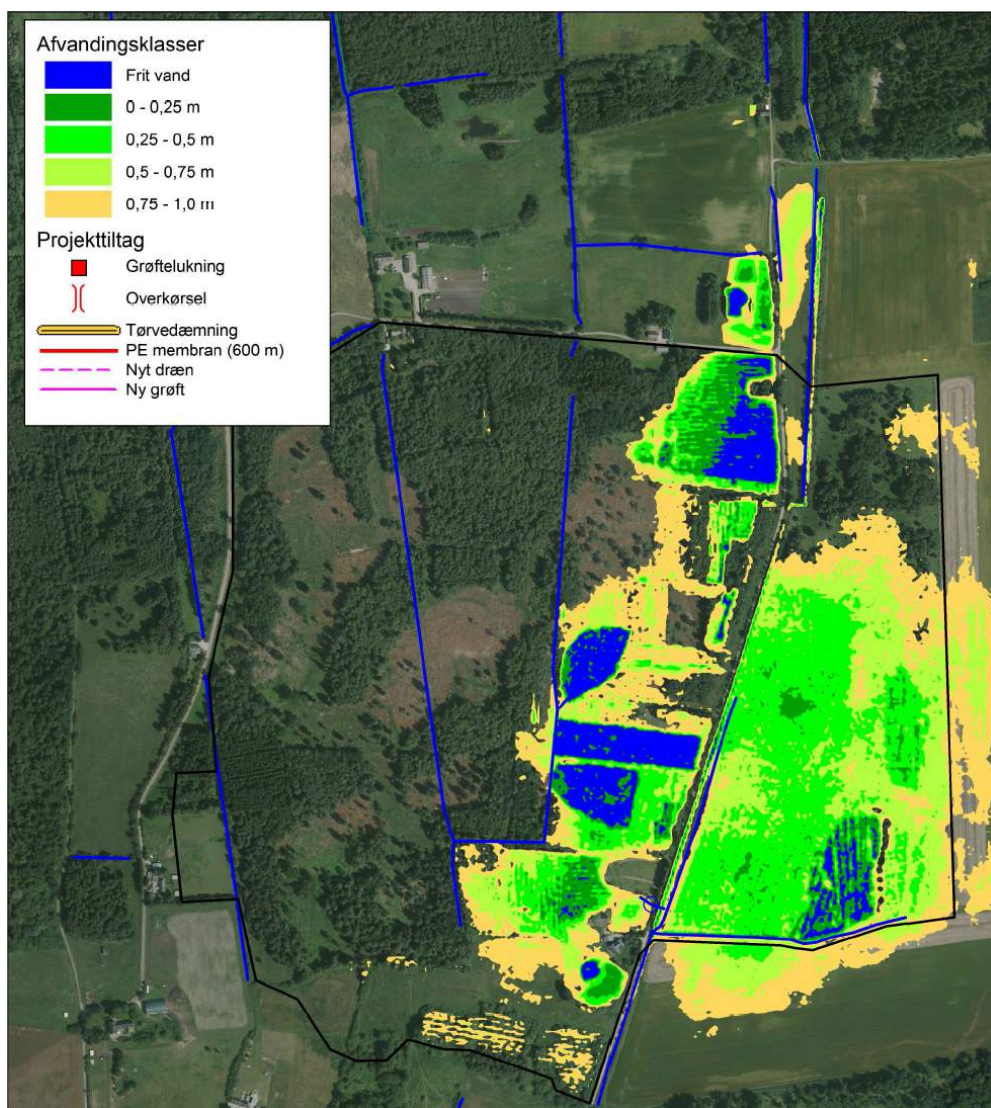 Afvandingsklasser
Frit vand
0 - 0,25 m
0,25 - 0,5 m
0,5 - 0,75 m
0,75 - 1,0 m
Projekttiltag
Grøftelukning
Overkørsel
Tørvedæmning
PE membran (600 m)
Nyt dræn
Ny grøft